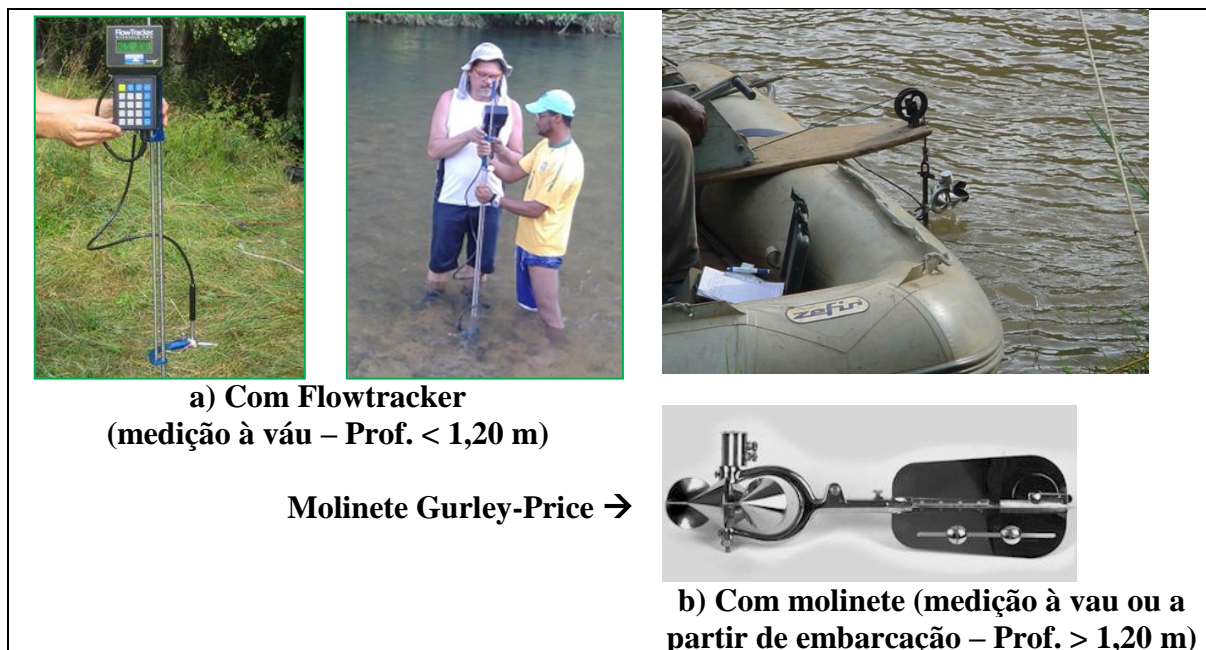 FlowTracker
zefir
a) Com Flowtracker
(medição à váu – Prof. < 1,20 m)
Molinete Gurley-Price →
b) Com molinete (medição à vau ou a
partir de embarcação – Prof. > 1,20 m)